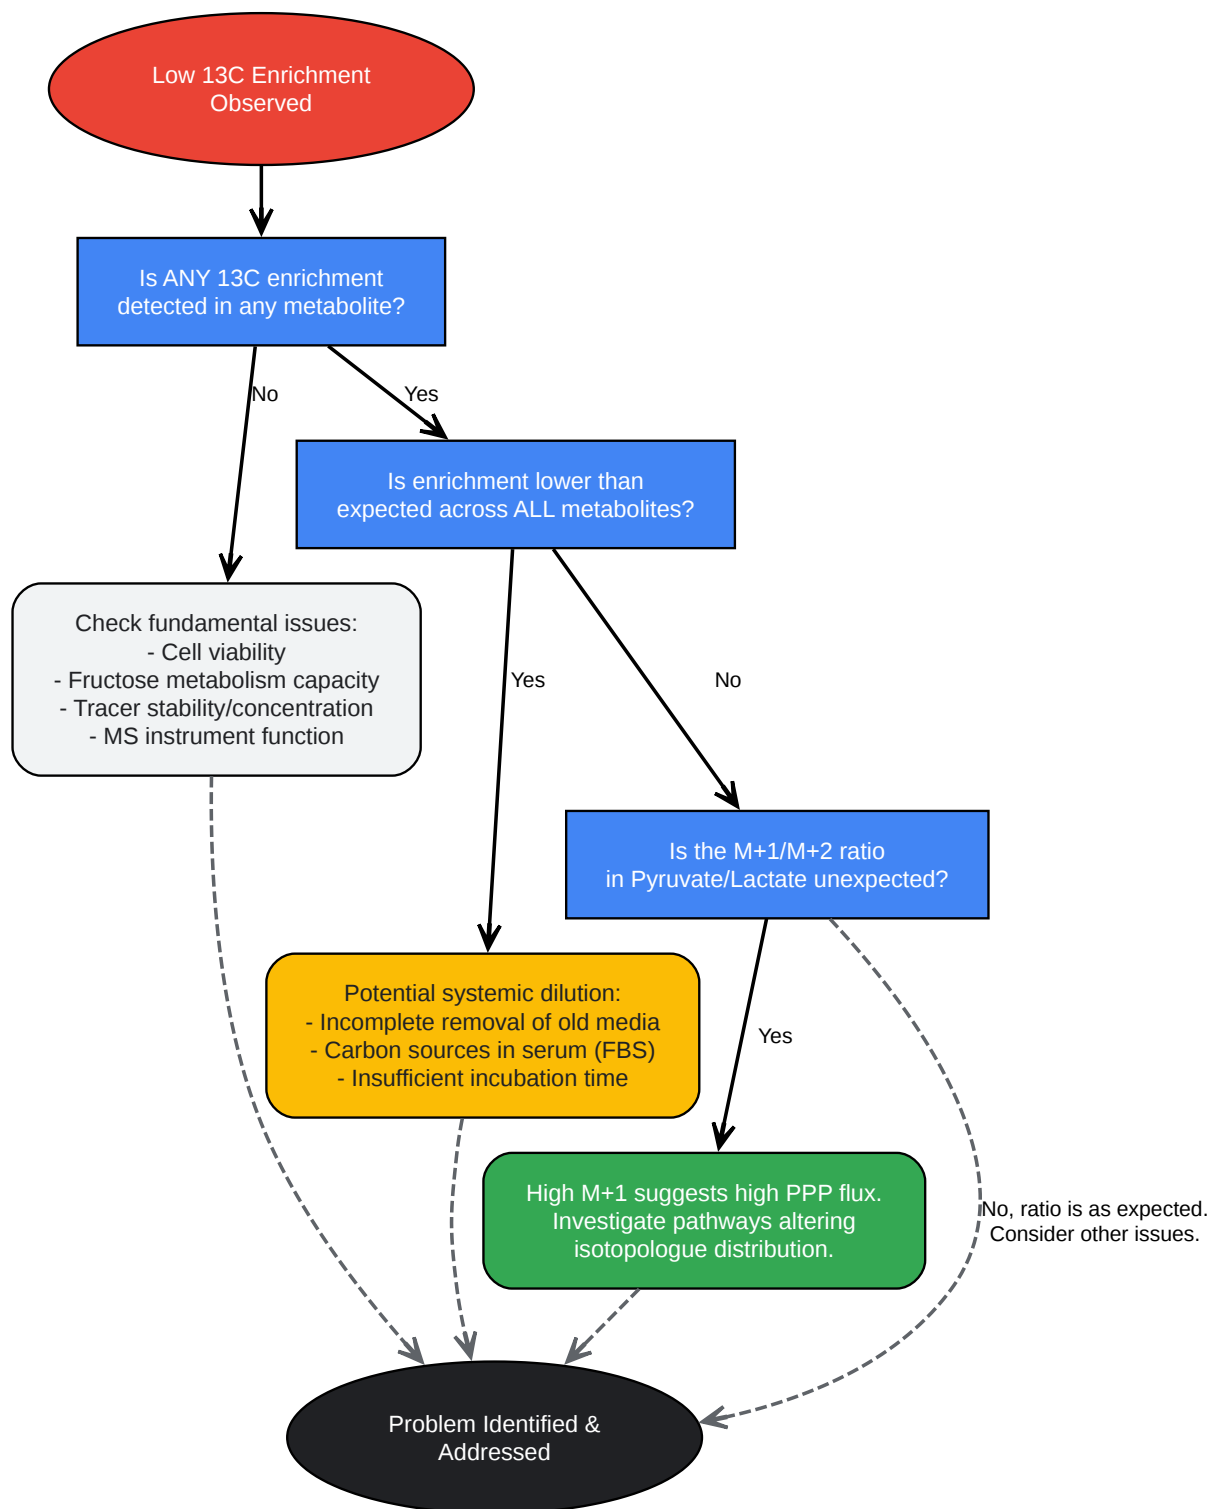 Low 13C Enrichment
Observed
Is ANY 13C enrichment
detected in any metabolite?
No
Yes
Is enrichment lower than
expected across ALL metabolites?
Check fundamental issues:
- Cell viability
- Fructose metabolism capacity
- Tracer stability/concentration
- MS instrument function
Yes
No
Is the M+1/M+2 ratio
in Pyruvate/Lactate unexpected?
Potential systemic dilution:
- Incomplete removal of old media
- Carbon sources in serum (FBS)
- Insufficient incubation time
Yes
High M+1 suggests high PPP flux.
Investigate pathways altering
isotopologue distribution.
No, ratio is as expected.
Consider other issues.
Problem Identified &
Addressed